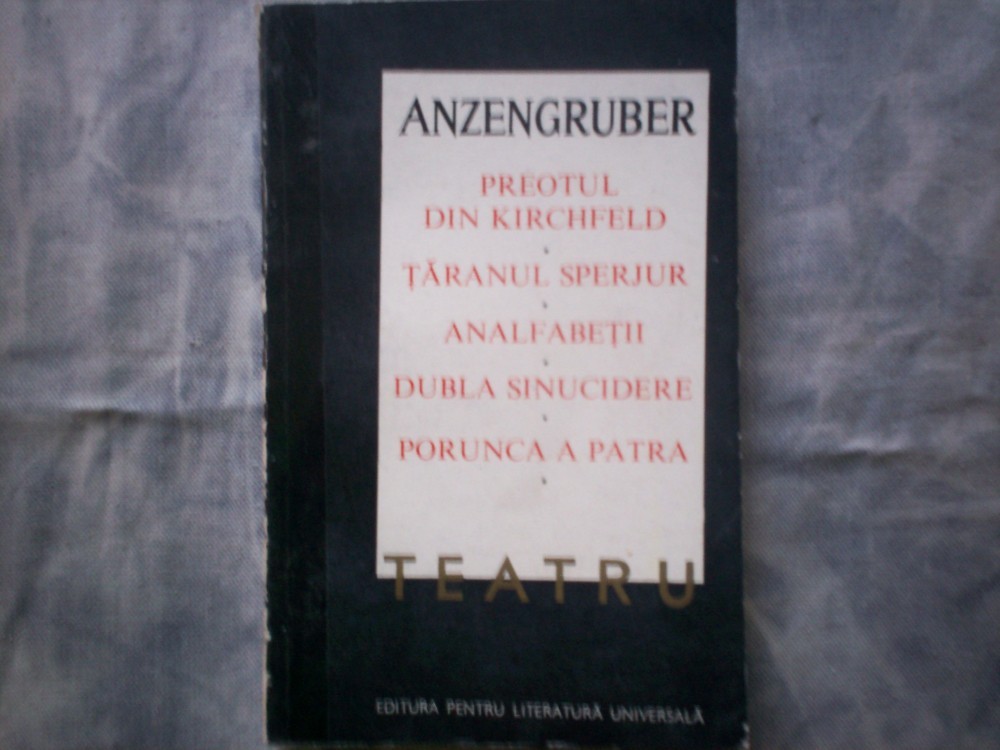 ANZENGRUBER
PREOTUL
DIN KIRCHFELD
ȚĂRANUL SPERJUR
ANALFABEȚII
DUBLA SINUCIDERE
PORUNCA A PATRA
TEATRU
EDITURA PENTRU LITERATURĂ UNIVERSALĂ